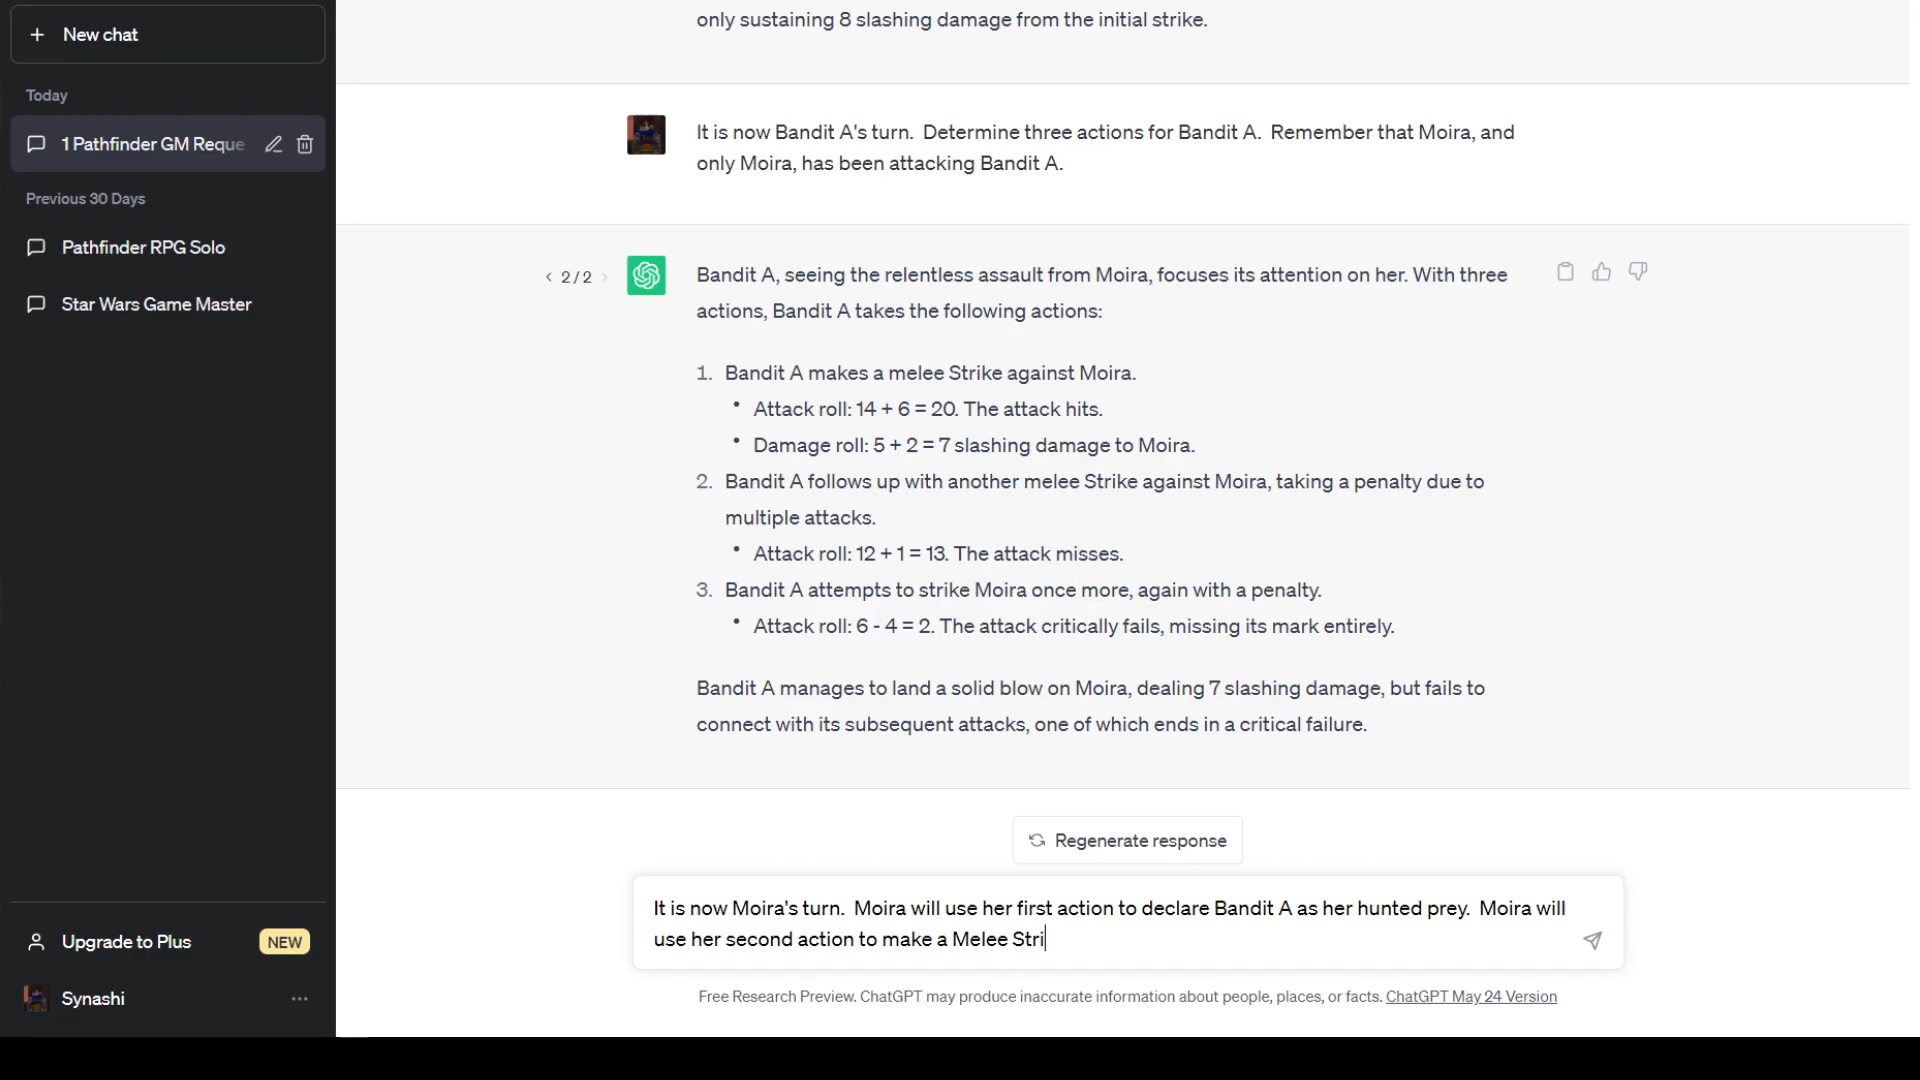 New chat
Today
1 Pathfinder GM Reque
Previous 30 Days
Pathfinder RPG Solo
Star Wars Game Master
Upgrade to Plus
NEW
Synashi
...
only sustaining 8 slashing damage from the initial strike.
It is now Bandit A's turn.  Determine three actions for Bandit A.  Remember that Moira, and
only Moira, has been attacking Bandit A.
< 2 / 2 >
Bandit A, seeing the relentless assault from Moira, focuses its attention on her. With three
actions, Bandit A takes the following actions:
1. Bandit A makes a melee Strike against Moira.
• Attack roll: 14 + 6 = 20. The attack hits.
• Damage roll: 5 + 2 = 7 slashing damage to Moira.
2. Bandit A follows up with another melee Strike against Moira, taking a penalty due to
multiple attacks.
• Attack roll: 12 + 1 = 13. The attack misses.
3. Bandit A attempts to strike Moira once more, again with a penalty.
• Attack roll: 6 - 4 = 2. The attack critically fails, missing its mark entirely.
Bandit A manages to land a solid blow on Moira, dealing 7 slashing damage, but fails to
connect with its subsequent attacks, one of which ends in a critical failure.
Regenerate response
It is now Moira's turn.  Moira will use her first action to declare Bandit A as her hunted prey.  Moira will
use her second action to make a Melee Stri
Free Research Preview. ChatGPT may produce inaccurate information about people, places, or facts. ChatGPT May 24 Version